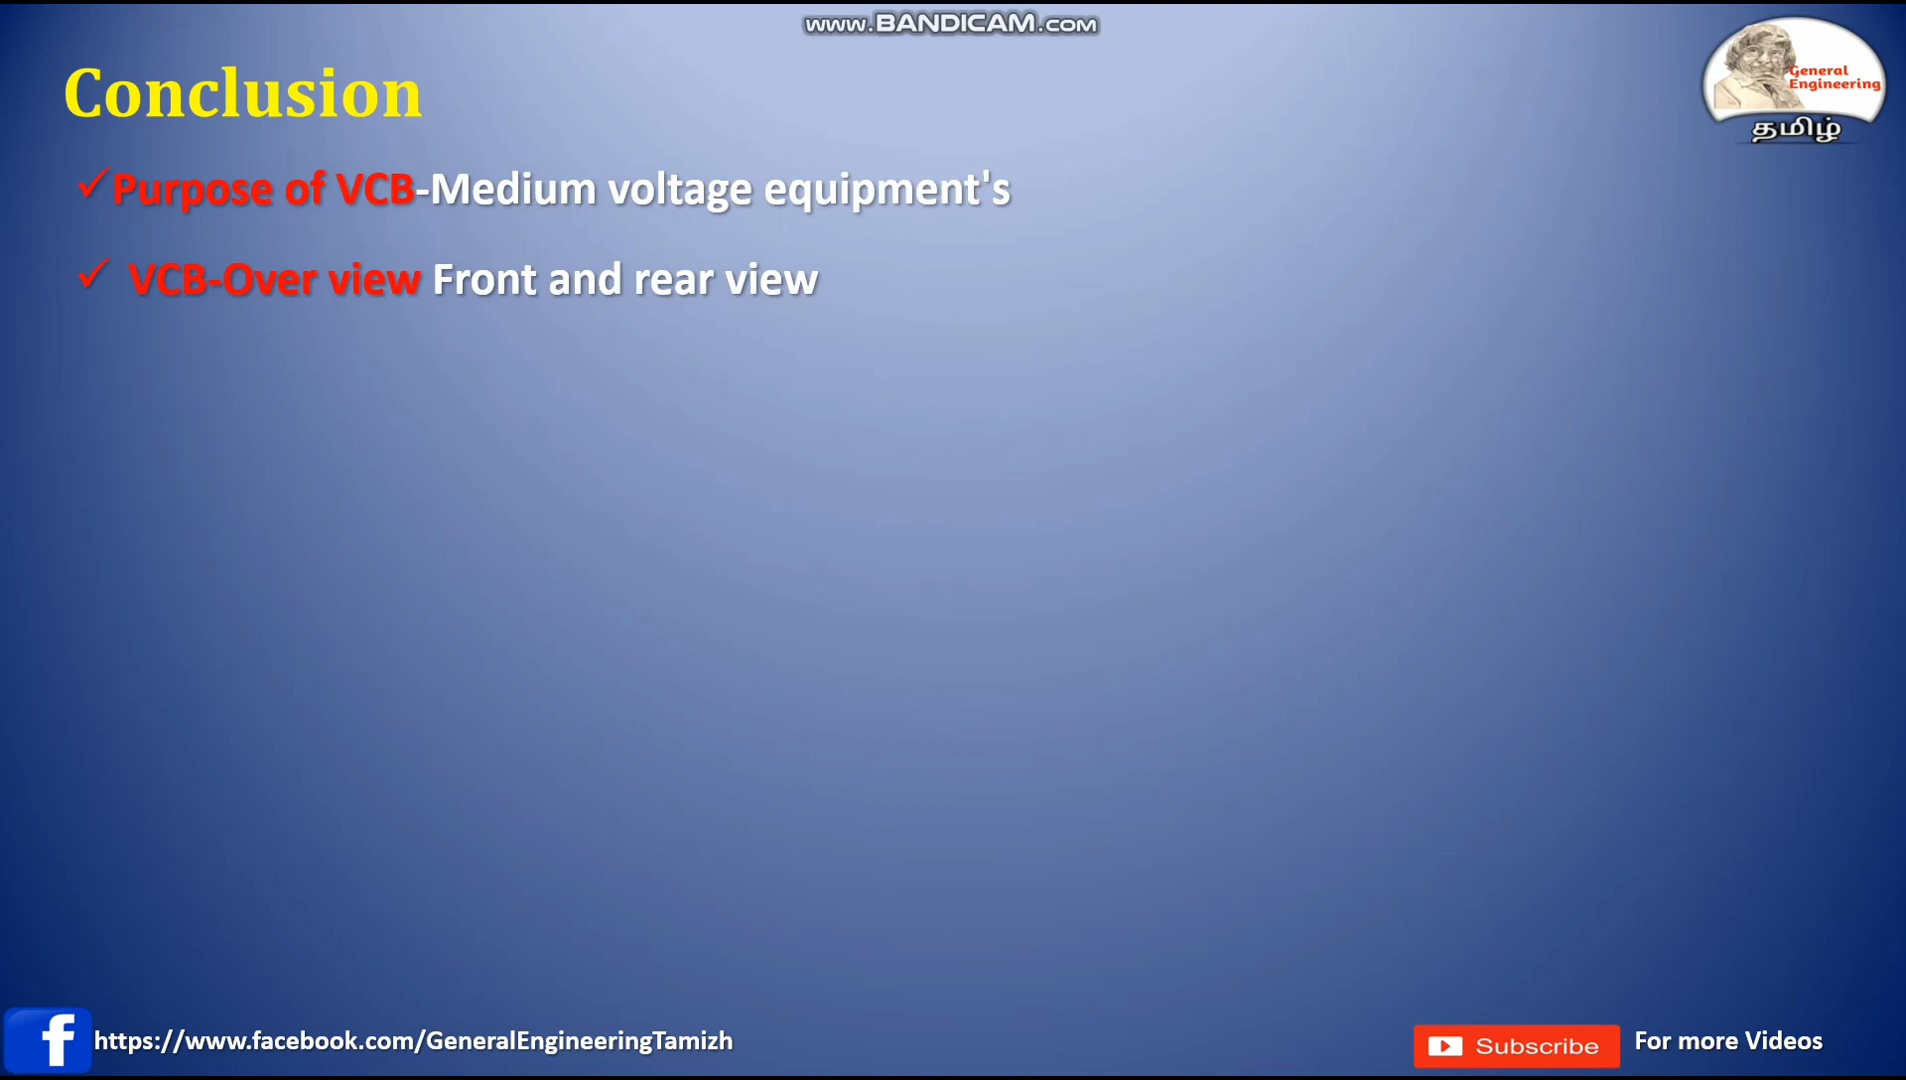 www.BANDICAM.com
Conclusion
General
Engineering
தமிழ்
✓Purpose of VCB-Medium voltage equipment's
✓ VCB-Over view Front and rear view
https://www.facebook.com/GeneralEngineeringTamizh
Subscribe
For more Videos